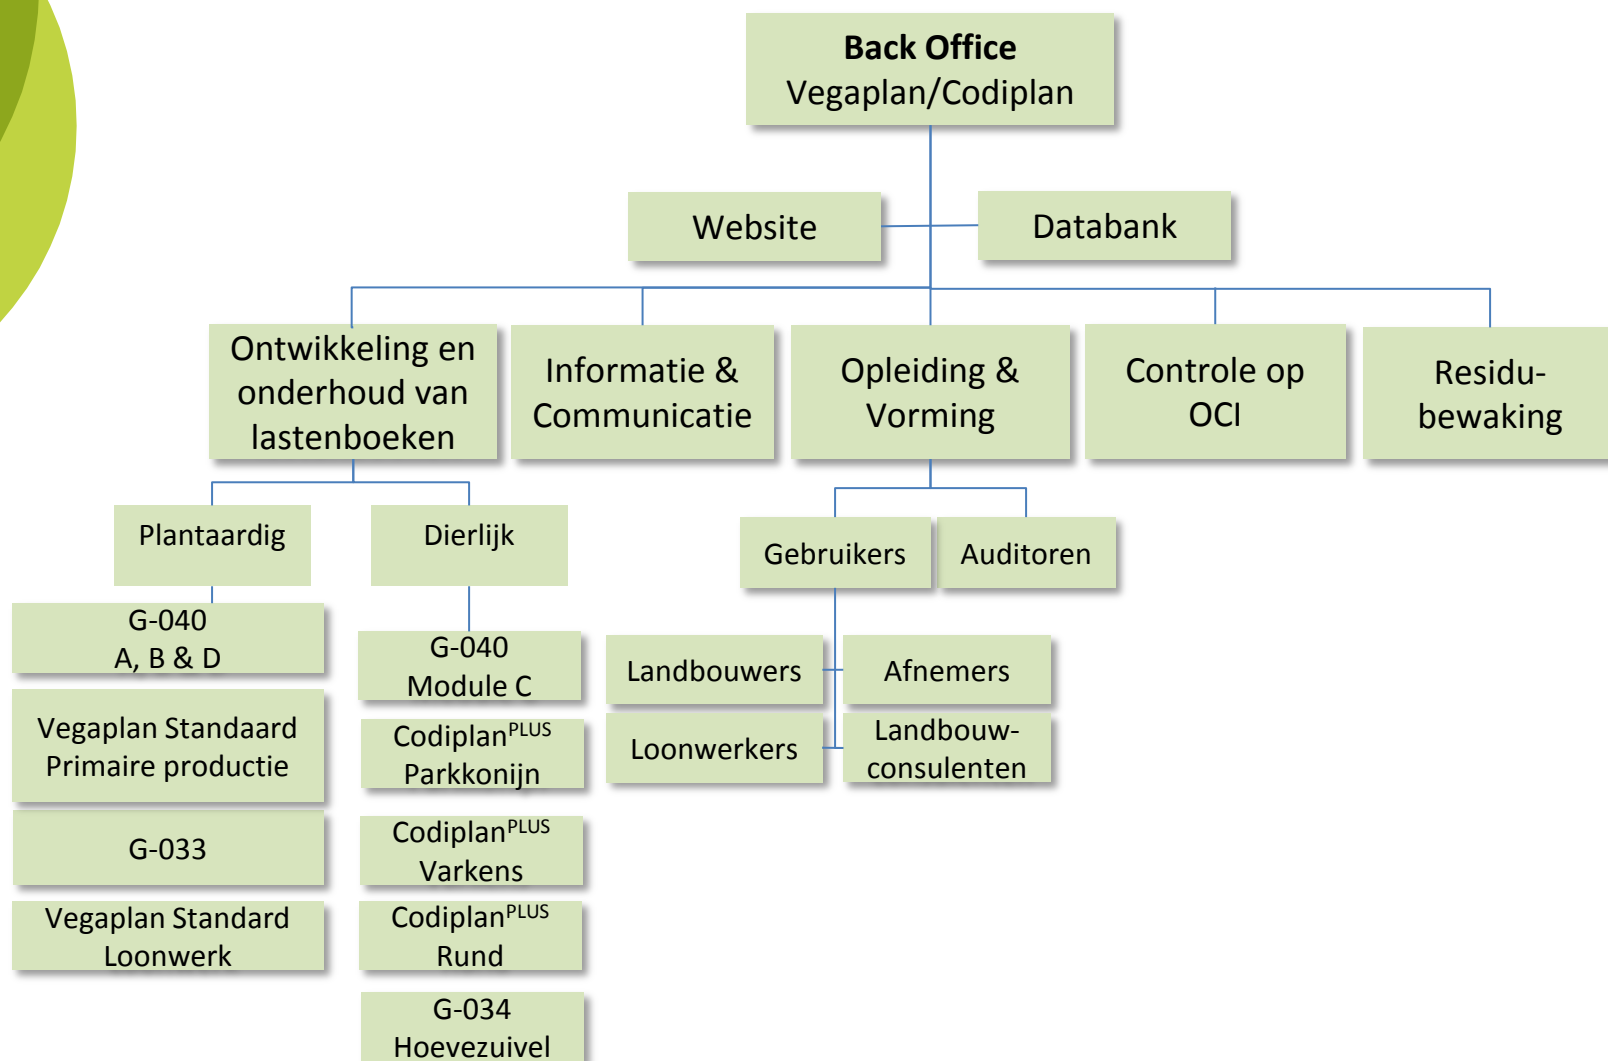 Back Office
Vegaplan/Codiplan
Website
Databank
Ontwikkeling en
onderhoud van
lastenboeken
Informatie &
Communicatie
Opleiding &
Vorming
Controle op
OCI
Residu-
bewaking
Plantaardig
Dierlijk
Gebruikers
Auditoren
G-040
A, B & D
Vegaplan Standaard
Primaire productie
G-033
Vegaplan Standard
Loonwerk
G-040
Module C
CodiplanPLUS
Parkkonijn
CodiplanPLUS
Varkens
CodiplanPLUS
Rund
G-034
Hoevezuivel
Landbouwers
Afnemers
Loonwerkers
Landbouw-
consulenten